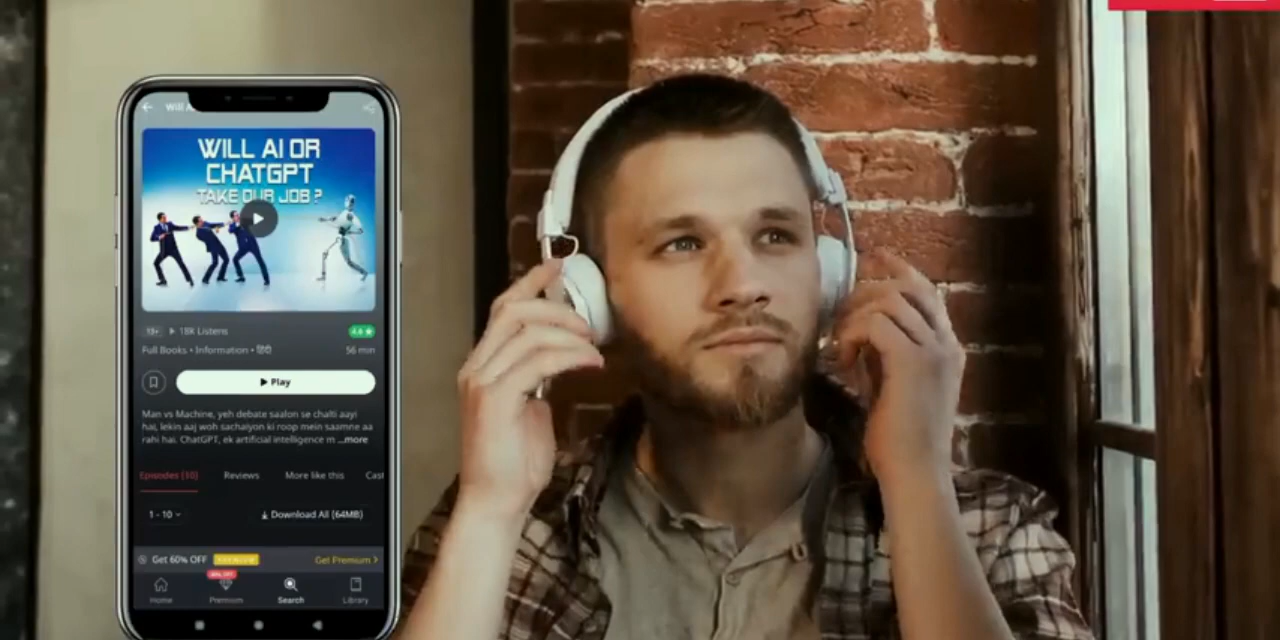 Will A
WILL AI OR
CHATGPT
TAKE OUR JOB ?
18K Listens
4.6 ★
Full Books • Information • हिंदी
56 min
Play
Man vs Machine, yeh debate saalon se chalti aayi
hai, lekin aaj woh sachaiyon ki roop mein saamne aa
rahi hai. ChatGPT, ek artificial intelligence m ...more
Episodes (10)
Reviews
More like this
Cast
1 - 10
Download All (64MB)
Get 60% OFF
Get Premium >
Home
Premium
Search
Library